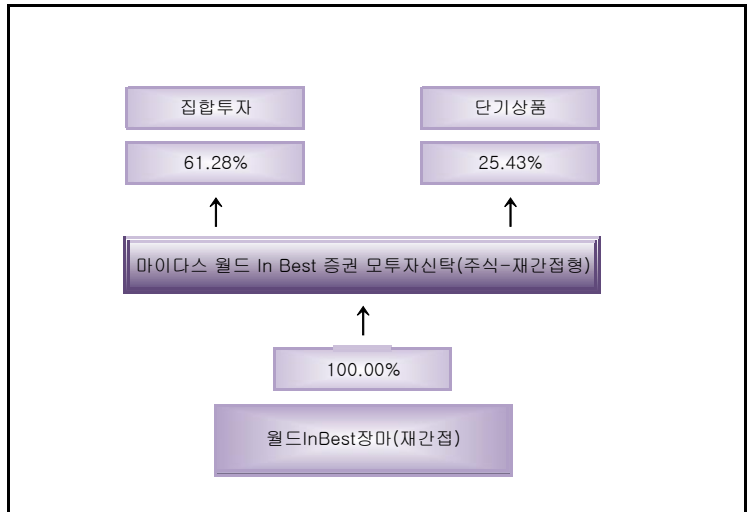 집합투자
단기상품
61.28%
25.43%
마이다스 월드 In Best 증권 모투자신탁(주식-재간접형)
100.00%
월드InBest장마(재간접)